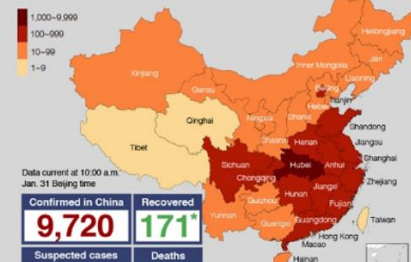 1,000~9,999
100~999
10~99
1~9
Heilongjiang
Jilin
Inner Mongolia
Liaoning
Xinjiang
Beijing
Gansu
Hebei
Tianjin
Qinghai
Ningxia
Shanxi
Shandong
Shaanxi
Henan
Jiangsu
Tibet
Sichuan
Hubei
Anhui
Shanghai
Chongqing
Zhejiang
Data current at 10:00 a.m.
Jan. 31 Beijing time
Hunan
Jiangxi
Guizhou
Fujian
Confirmed in China
Recovered
Yunnan
Guangxi
Guangdong
Taiwan
9,720
171*
Hong Kong
Macao
Suspected cases
Deaths
Hainan